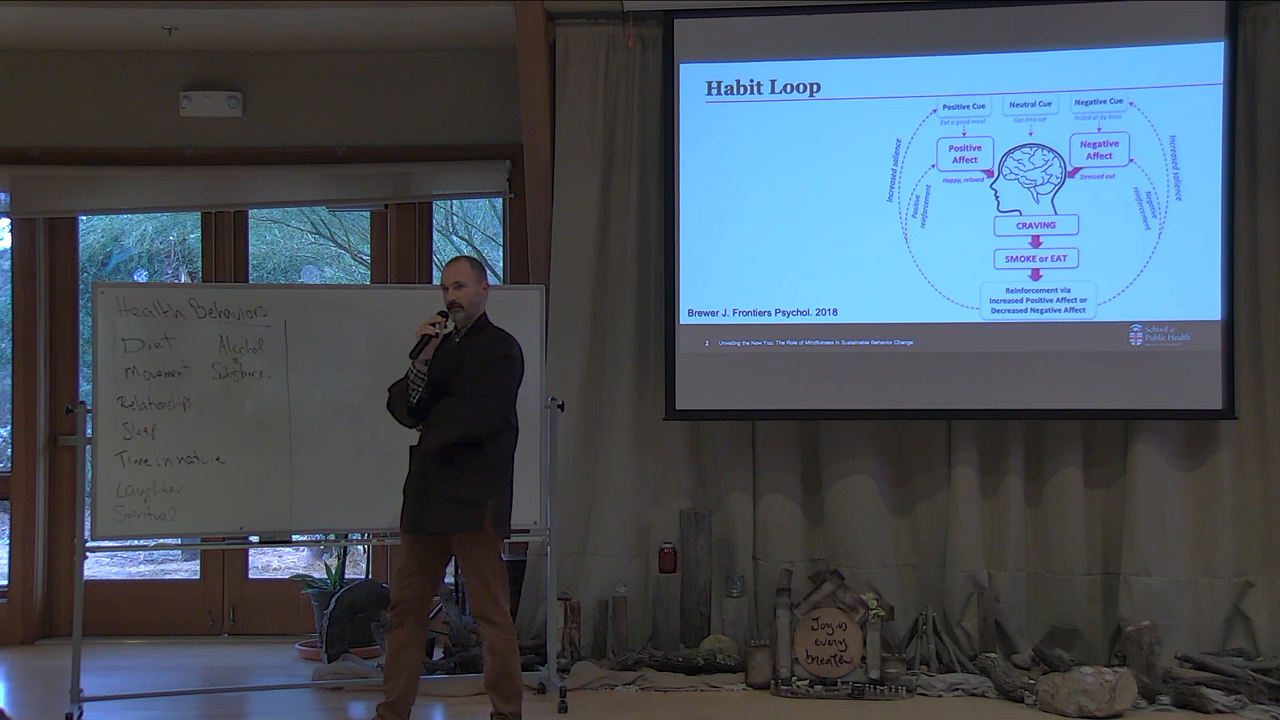 Health Behaviors
Diet
Movement
Relationships
Sleep
Time in nature
Laughter
Spiritual.
Alcohol
+
Substance.
Habit Loop
Positive Cue
Eat a good meal
Neutral Cue
Get into car
Negative Cue
Yelled at by boss
Positive
Affect
Happy, relaxed
Negative
Affect
Stressed out
Increased salience
Positive
reinforcement
Negative
reinforcement
Increased salience
CRAVING
SMOKE or EAT
Reinforcement via
Increased Positive Affect or
Decreased Negative Affect
Brewer J. Frontiers Psychol. 2018
2 Unveiling the New You: The Role of Mindfulness in Sustainable Behavior Change
School of
Public Health
Joy in
every
breath